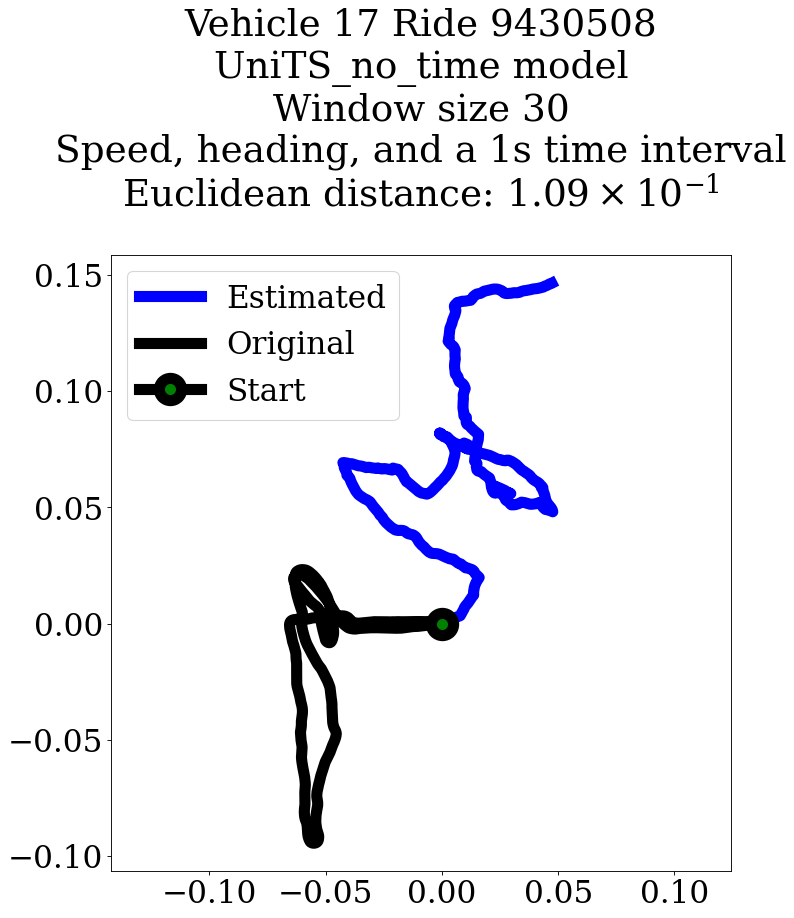 Vehicle 17 Ride 9430508
UniTS_no_time model
Window size 30
Speed, heading, and a 1s time interval
Euclidean distance: 1.09 × 10⁻¹
Estimated
Original
Start
0.15
0.10
0.05
0.00
−0.05
−0.10
−0.10 −0.05 0.00 0.05 0.10